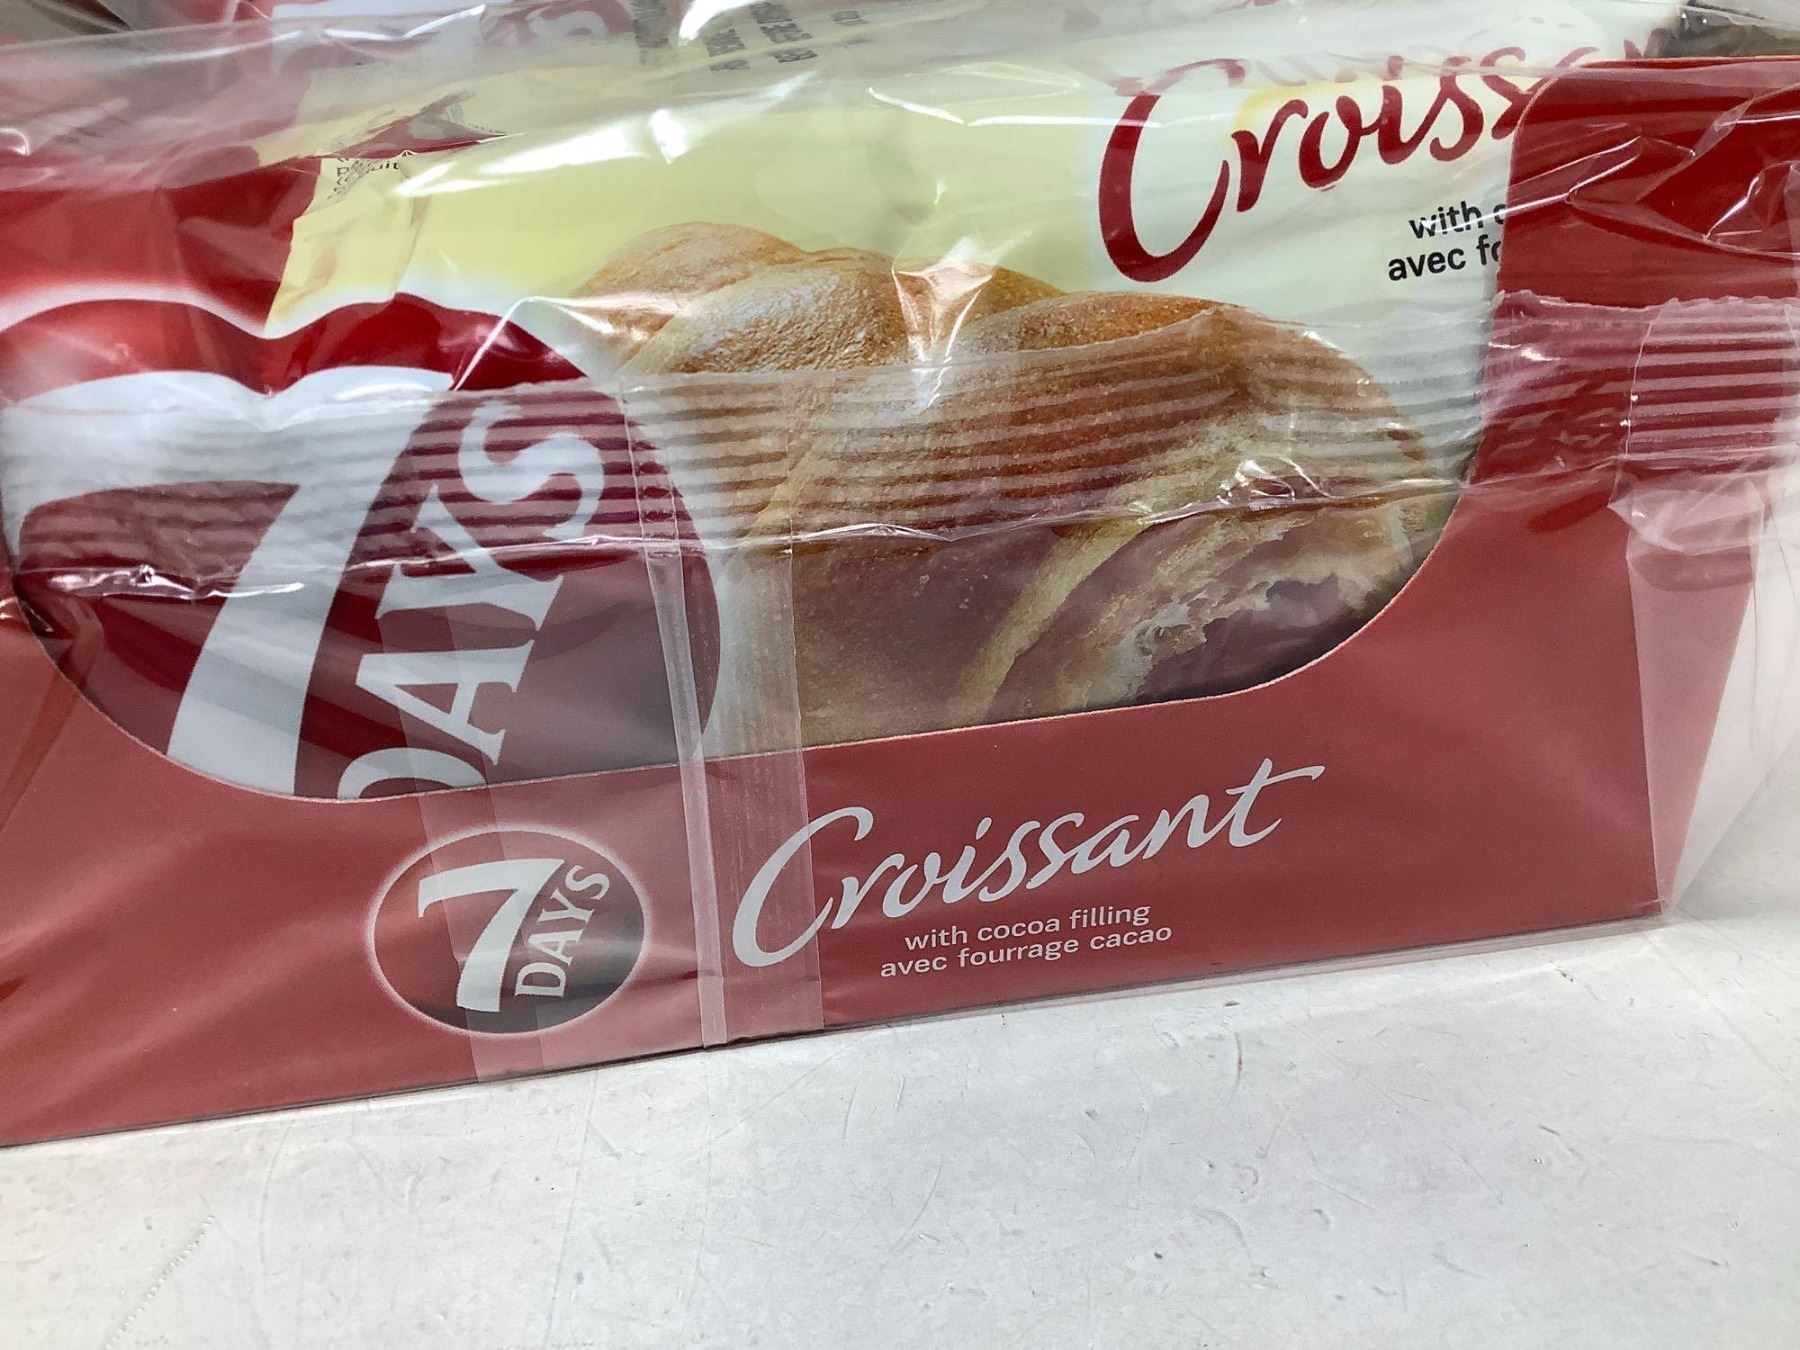 Croiss
with
avec fo
7
DAYS
7
DAYS
Croissant
with cocoa filling
avec fourrage cacao